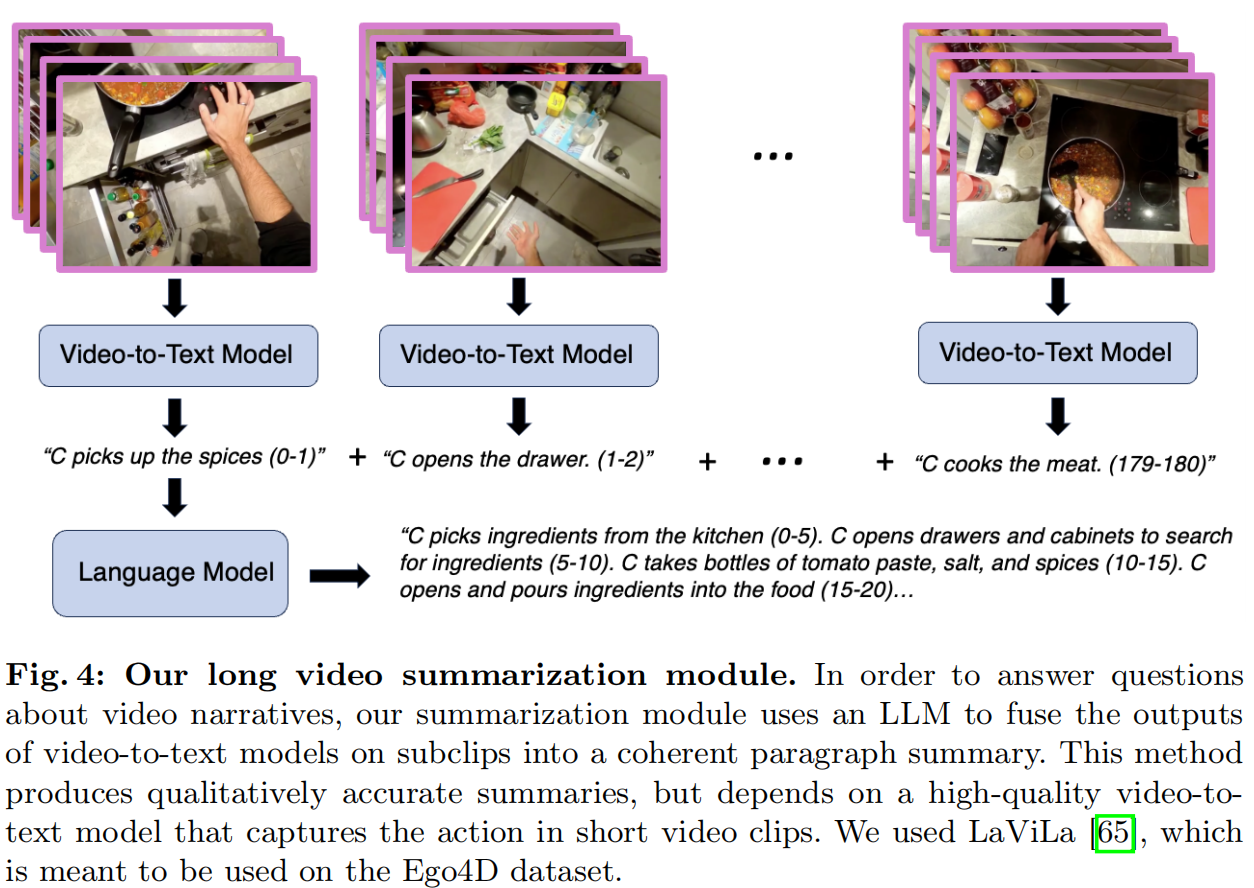 ...
Video-to-Text Model
Video-to-Text Model
Video-to-Text Model
“C picks up the spices (0-1)” + “C opens the drawer. (1-2)” + ... + “C cooks the meat. (179-180)”
Language Model
“C picks ingredients from the kitchen (0-5). C opens drawers and cabinets to search
for ingredients (5-10). C takes bottles of tomato paste, salt, and spices (10-15). C
opens and pours ingredients into the food (15-20)…
Fig. 4: Our long video summarization module. In order to answer questions
about video narratives, our summarization module uses an LLM to fuse the outputs
of video-to-text models on subclips into a coherent paragraph summary. This method
produces qualitatively accurate summaries, but depends on a high-quality video-to-
text model that captures the action in short video clips. We used LaViLa [65], which
is meant to be used on the Ego4D dataset.